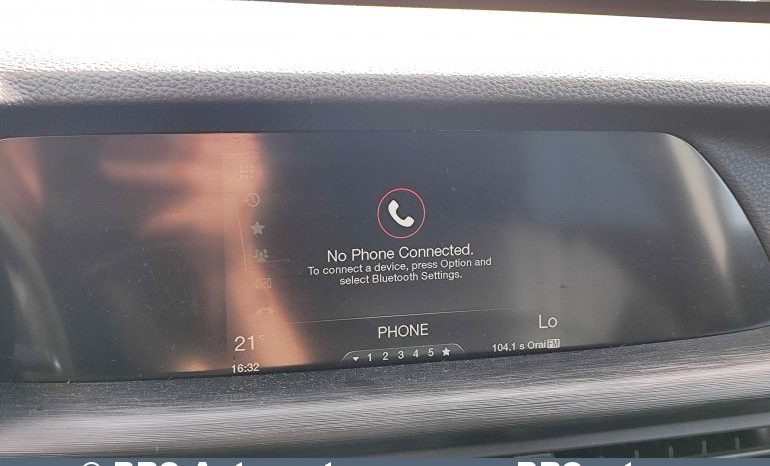 No Phone Connected.
To connect a device, press Option and
select Bluetooth Settings.
PHONE
21°
Lo
1 2 3 4 5
104.1 s Orai FM
16:32